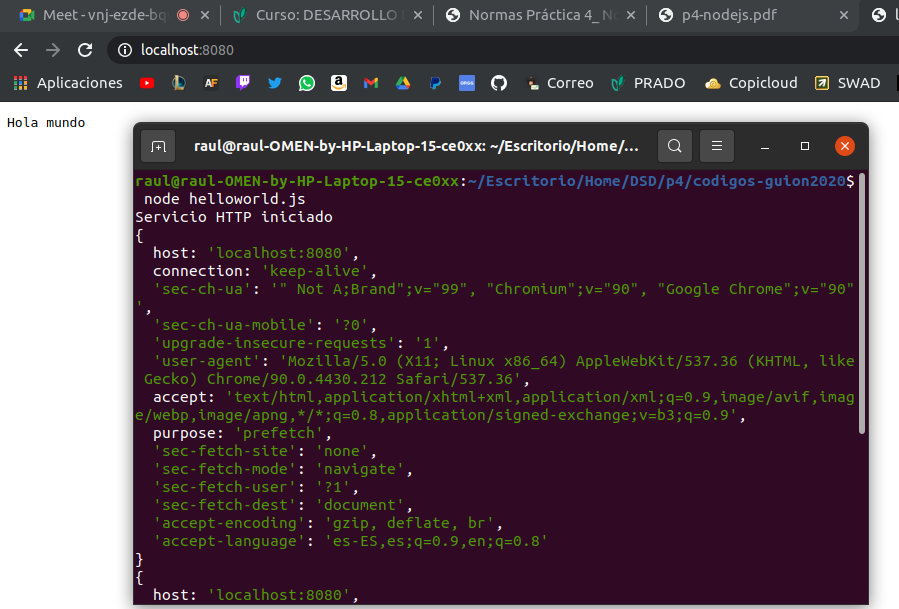 Meet - vnj-ezde-bq
Curso: DESARROLLO
Normas Práctica 4_ N
p4-nodejs.pdf
localhost:8080
Aplicaciones
AF
Correo
PRADO
Copicloud
SWAD
Hola mundo
raul@raul-OMEN-by-HP-Laptop-15-ce0xx: ~/Escritorio/Home/...
raul@raul-OMEN-by-HP-Laptop-15-ce0xx:~/Escritorio/Home/DSD/p4/codigos-guion2020$
node helloworld.js
Servicio HTTP iniciado
{
host: 'localhost:8080',
connection: 'keep-alive',
'sec-ch-ua': '" Not A;Brand";v="99", "Chromium";v="90", "Google Chrome";v="90"
',
'sec-ch-ua-mobile': '?0',
'upgrade-insecure-requests': '1',
'user-agent': 'Mozilla/5.0 (X11; Linux x86_64) AppleWebKit/537.36 (KHTML, like
Gecko) Chrome/90.0.4430.212 Safari/537.36',
accept: 'text/html,application/xhtml+xml,application/xml;q=0.9,image/avif,imag
e/webp,image/apng,*/*;q=0.8,application/signed-exchange;v=b3;q=0.9',
purpose: 'prefetch',
'sec-fetch-site': 'none',
'sec-fetch-mode': 'navigate',
'sec-fetch-user': '?1',
'sec-fetch-dest': 'document',
'accept-encoding': 'gzip, deflate, br',
'accept-language': 'es-ES,es;q=0.9,en;q=0.8'
}
{
host: 'localhost:8080',